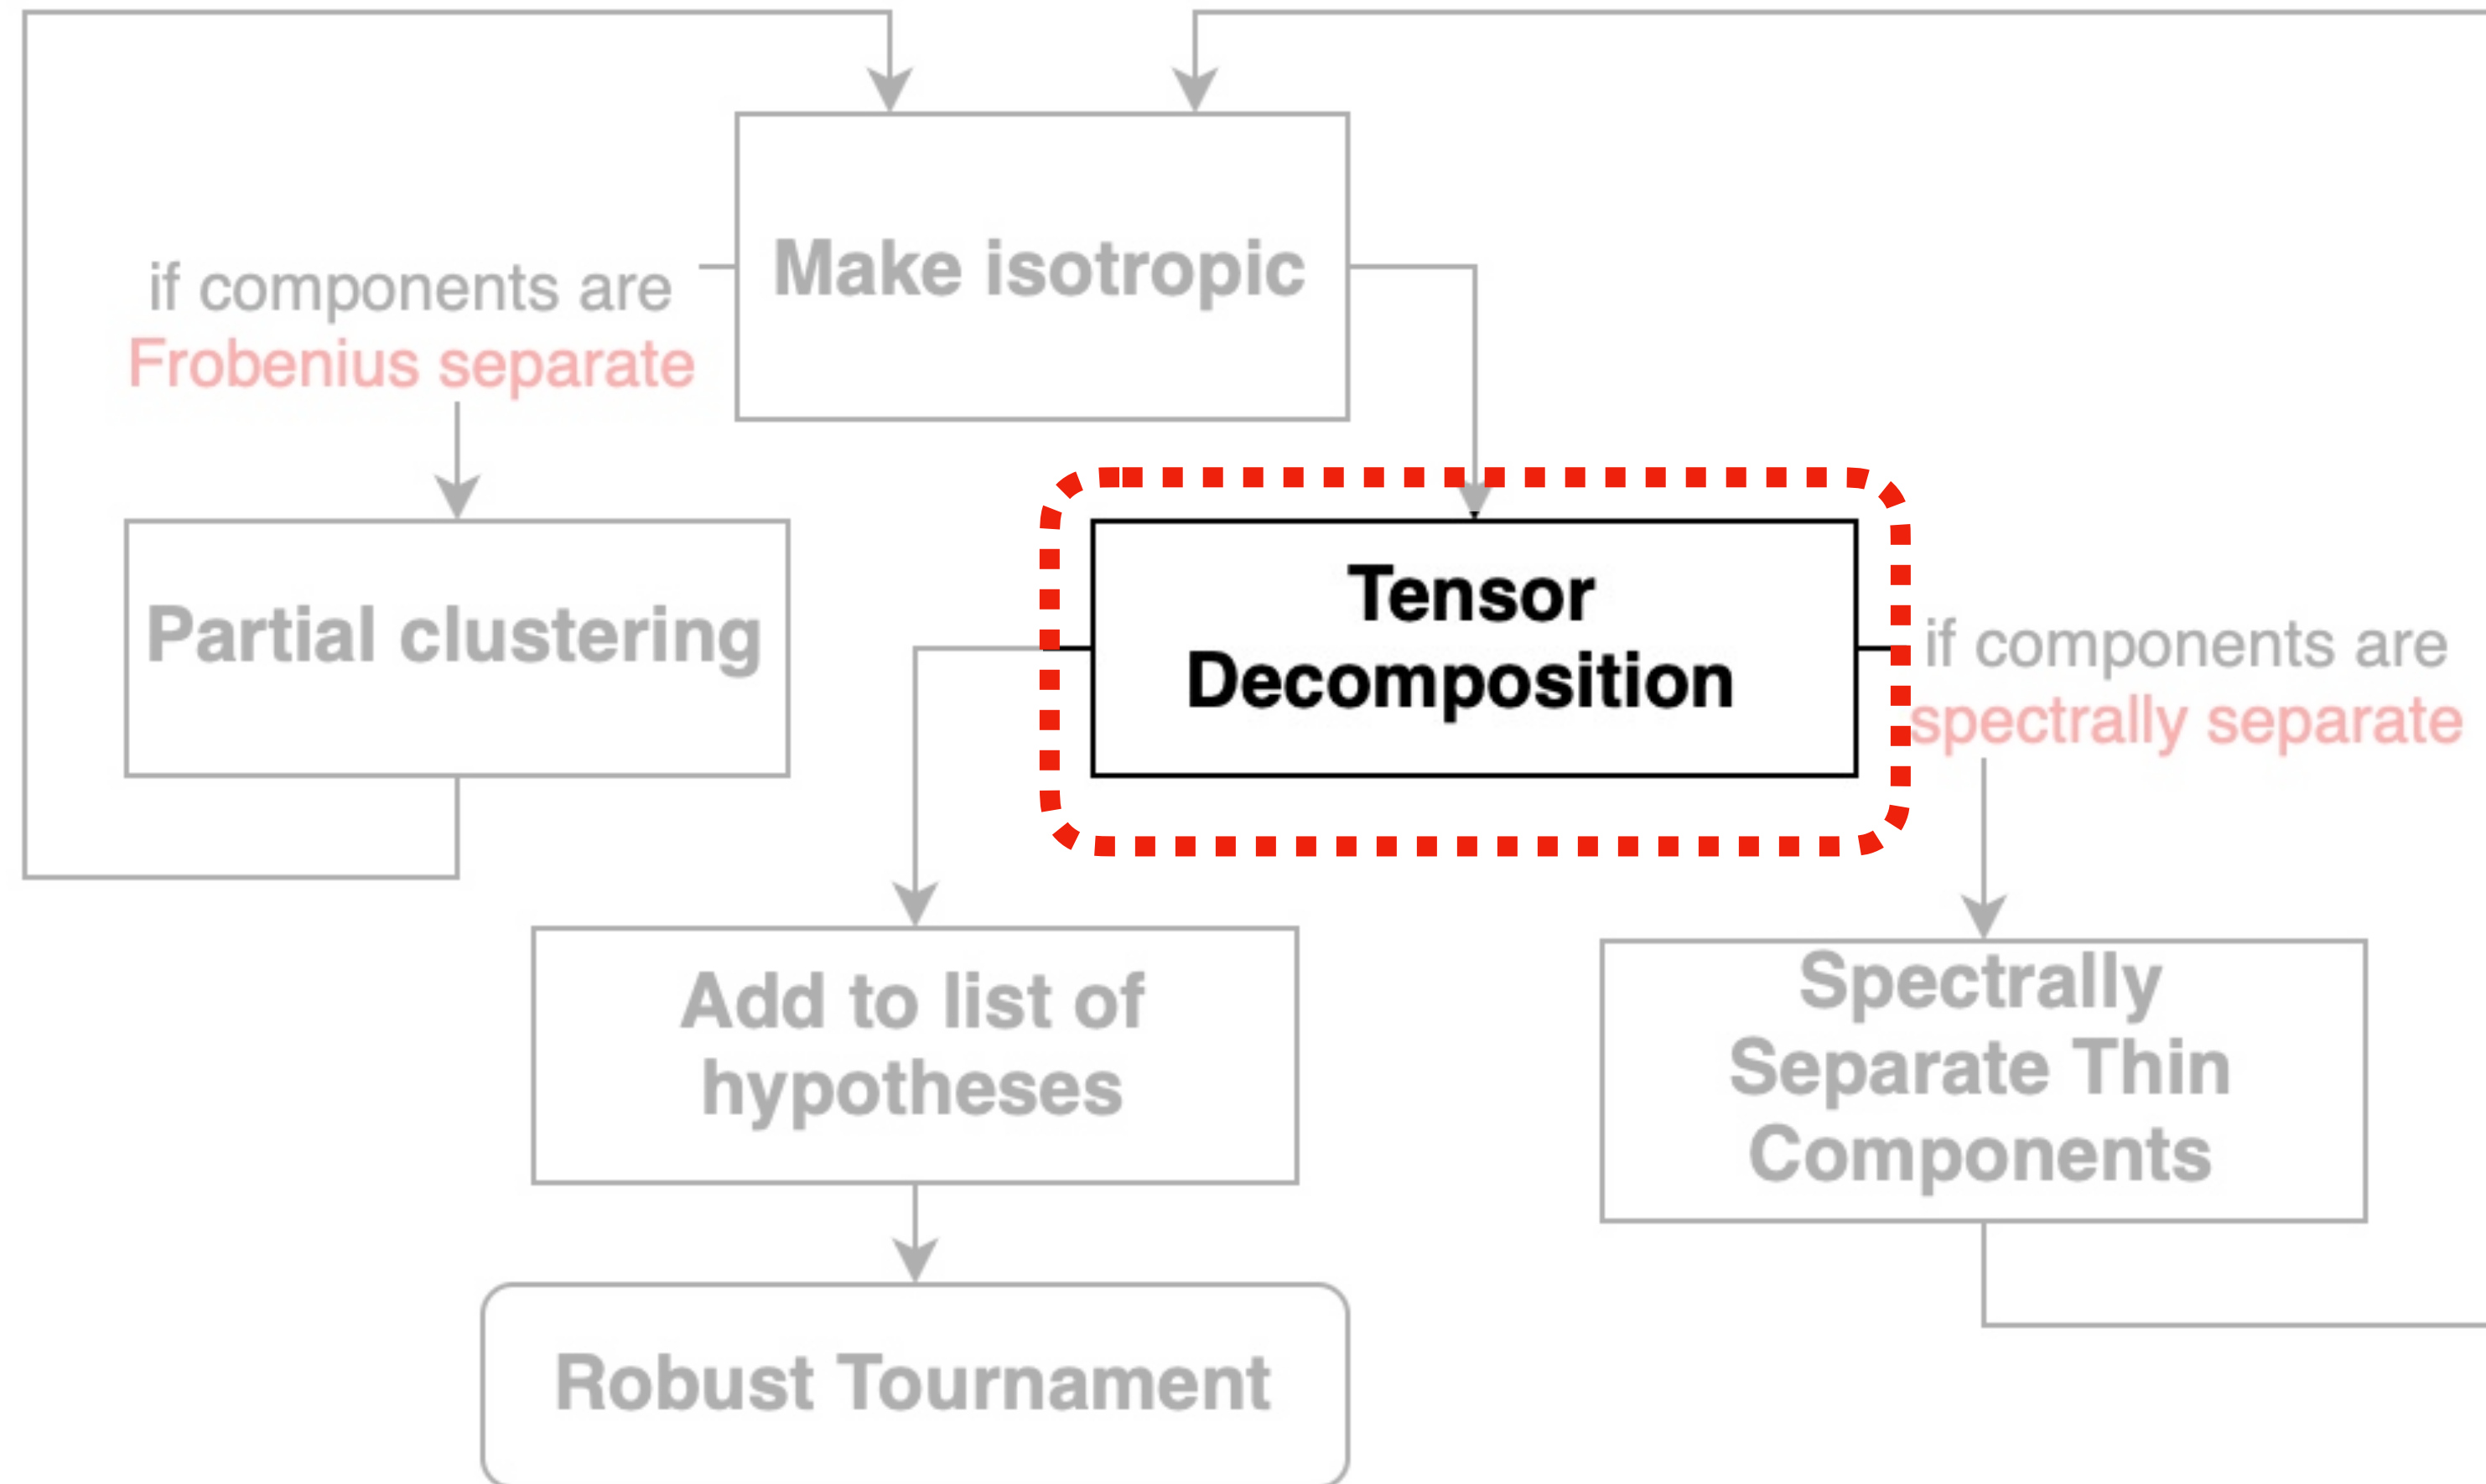 Make isotropic
if components are
Frobenius separate
Partial clustering
Tensor
Decomposition
if components are
spectrally separate
Add to list of
hypotheses
Spectrally
Separate Thin
Components
Robust Tournament